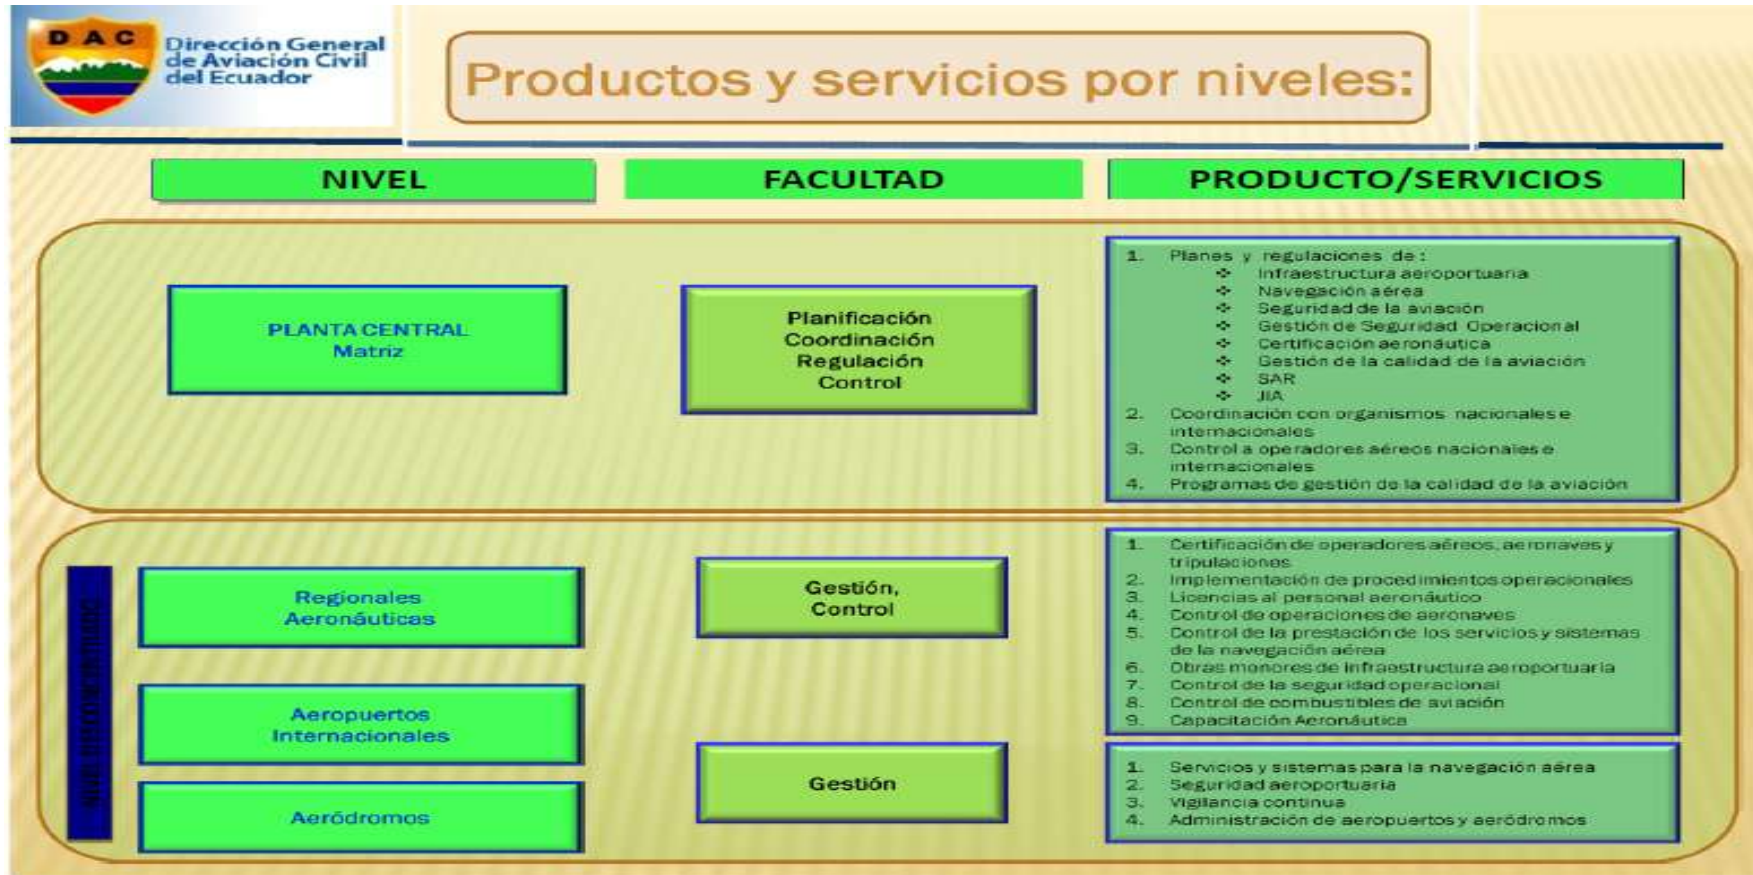 D A C
Dirección General
de Aviación Civil
del Ecuador
Productos y servicios por niveles:
NIVEL
FACULTAD
PRODUCTO/SERVICIOS
PLANTA CENTRAL
Matriz
Planificación
Coordinación
Regulación
Control
1. Planes y regulaciones de :
❖ Infraestructura aeroportuaria
❖ Navegación aérea
❖ Seguridad de la aviación
❖ Gestión de Seguridad Operacional
❖ Certificación aeronáutica
❖ Gestión de la calidad de la aviación
❖ SAR
❖ JIA
2. Coordinación con organismos nacionales e
internacionales
3. Control a operadores aéreos nacionales e
internacionales
4. Programas de gestión de la calidad de la aviación
NIVEL DESCONCENTRADO
Regionales
Aeronáuticas
Gestión,
Control
1. Certificación de operadores aéreos, aeronaves y
tripulaciones
2. Implementación de procedimientos operacionales
3. Licencias al personal aeronáutico
4. Control de operaciones de aeronaves
5. Control de la prestación de los servicios y sistemas
de la navegación aérea
6. Obras menores de infraestructura aeroportuaria
7. Control de la seguridad operacional
8. Control de combustibles de aviación
9. Capacitación Aeronáutica
Aeropuertos
Internacionales
Aeródromos
Gestión
1. Servicios y sistemas para la navegación aérea
2. Seguridad aeroportuaria
3. Vigilancia continua
4. Administración de aeropuertos y aeródromos